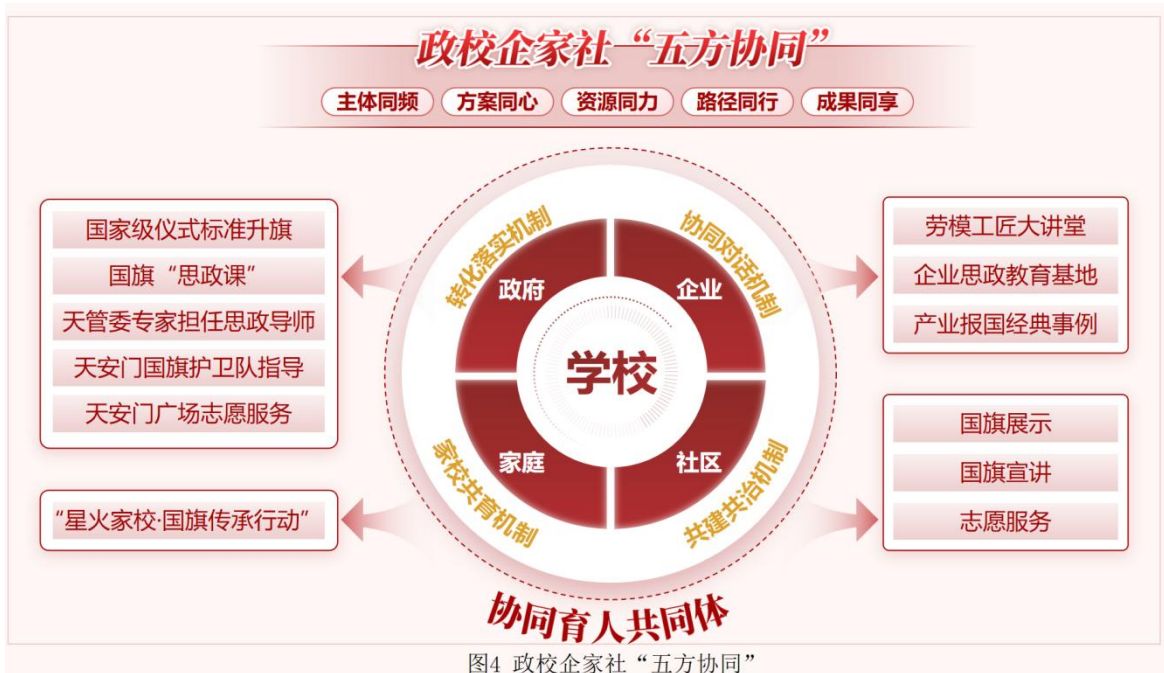 政校企家社“五方协同”
主体同频 方案同心 资源同力 路径同行 成果同享
国家级仪式标准升旗
国旗“思政课”
天管委专家担任思政导师
天安门国旗护卫队指导
天安门广场志愿服务
“星火家校·国旗传承行动”
转化落实机制
协同对话机制
政府
企业
学校
家庭
社区
家校共育机制
共建共治机制
协同育人共同体
劳模工匠大讲堂
企业思政教育基地
产业报国经典事例
国旗展示
国旗宣讲
志愿服务
图4 政校企家社“五方协同”